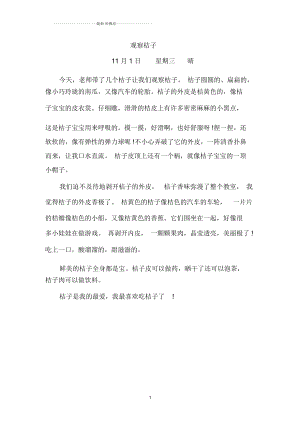 观察桔子
11 月 1 日 星期三 晴
今天，老师带了几个桔子让我们观察桔子。桔子圆圆的、扁扁的，
像小巧玲珑的南瓜，又像汽车的轮胎。桔子的外皮是桔黄色的，像桔
子宝宝的皮衣裳。仔细看，滑滑的桔皮上有许多密密麻麻的小黑点，
这是桔子宝宝用来呼吸的。摸一摸，好滑啊，也好舒服呀!捏一捏，还
软软的，像有弹性的弹力球!不小心弄破了它的外皮，一阵清香扑鼻
而来，让我口水直流。桔子皮顶上还有一个柄，就像桔子宝宝的一顶
小帽子。
我们迫不及待地剥开桔子的外皮。桔子香味弥漫了整个教室，我
觉得桔子的外皮香极了。桔黄的桔子像桔黄色的汽车的车轮，一片片
的桔瓣像桔黄色的小船，又像桔黄色的香蕉。它们围坐在一起，好像很
多小娃娃在做游戏。再剥开内皮，一颗颗果肉，晶莹透亮，美丽极了!
吃上一口，酸溜溜的，甜滋滋的。
鲜美的桔子全身都是宝。桔子皮可以做药，晒干了还可以泡茶，
桔子肉可以做饮料。
桔子是我的最爱，我最喜欢吃桔子了 !
1